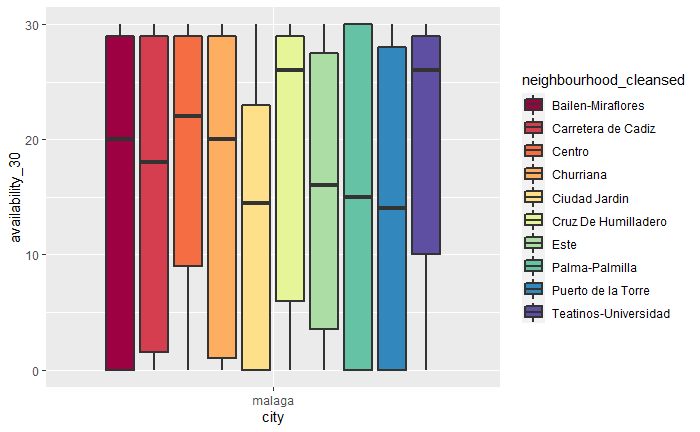 30
20
10
0
availability_30
malaga
city
neighbourhood_cleansed
Bailen-Miraflores
Carretera de Cadiz
Centro
Churriana
Ciudad Jardin
Cruz De Humilladero
Este
Palma-Palmilla
Puerto de la Torre
Teatinos-Universidad